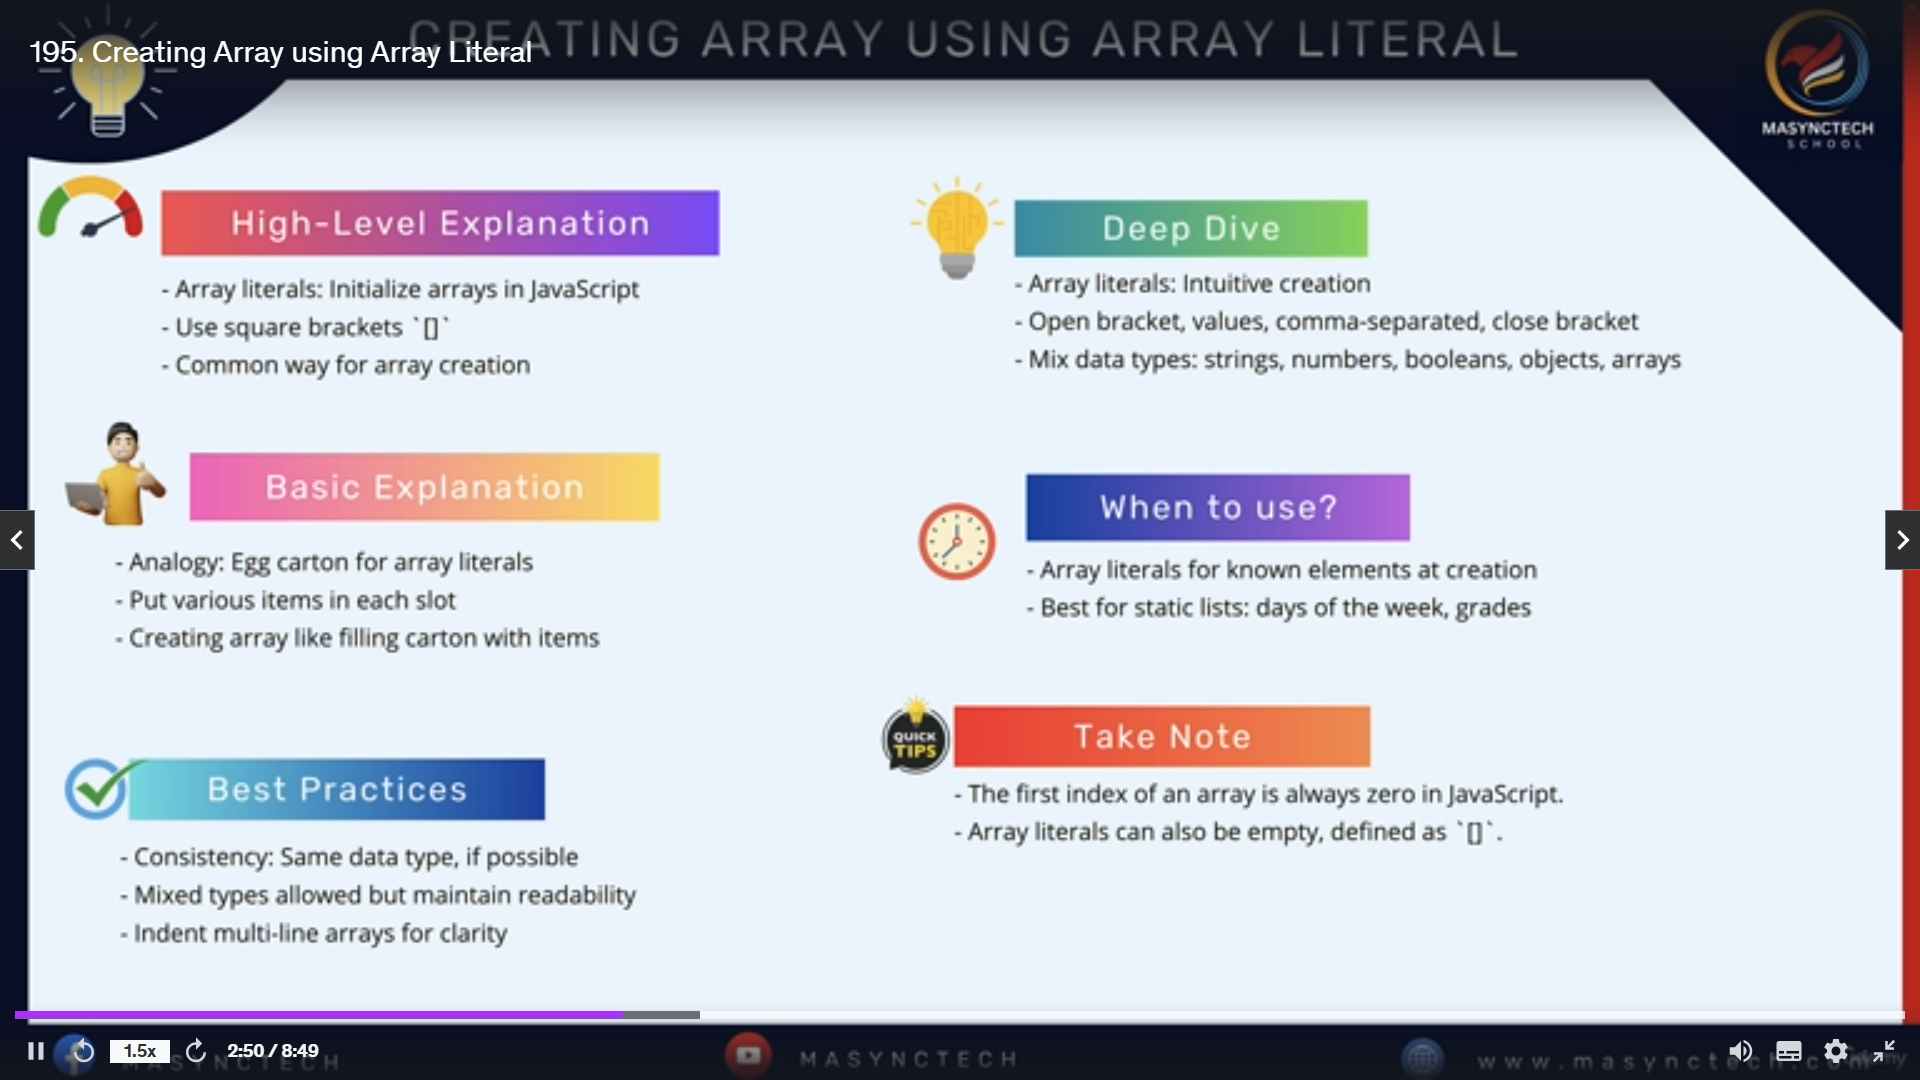 CREATING ARRAY USING ARRAY LITERAL
195. Creating Array using Array Literal
MASYNCTECH
SCHOOL
High-Level Explanation
- Array literals: Initialize arrays in JavaScript
- Use square brackets `[]`
- Common way for array creation
Basic Explanation
- Analogy: Egg carton for array literals
- Put various items in each slot
- Creating array like filling carton with items
Best Practices
- Consistency: Same data type, if possible
- Mixed types allowed but maintain readability
- Indent multi-line arrays for clarity
Deep Dive
- Array literals: Intuitive creation
- Open bracket, values, comma-separated, close bracket
- Mix data types: strings, numbers, booleans, objects, arrays
When to use?
- Array literals for known elements at creation
- Best for static lists: days of the week, grades
QUICK
TIPS
Take Note
- The first index of an array is always zero in JavaScript.
- Array literals can also be empty, defined as `[]`.
1.5x
2:50 / 8:49
MASYNCTECH
MASYNCTECH
www.masynctech.com